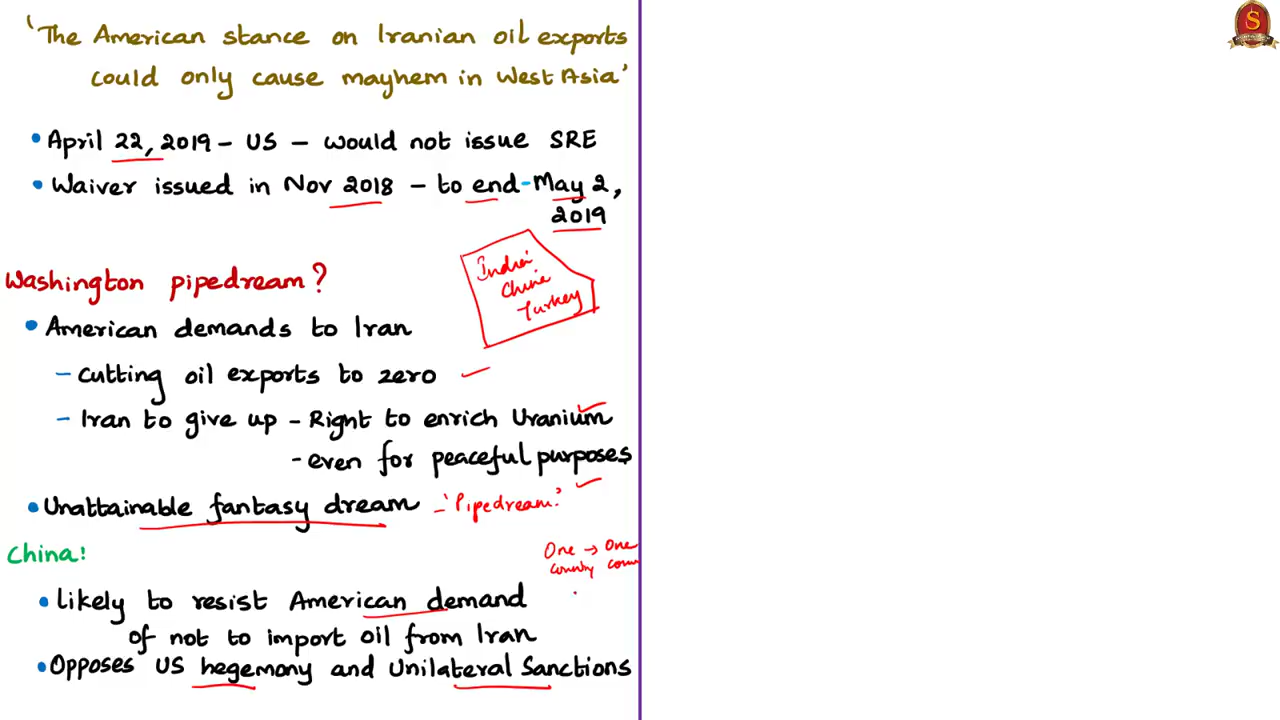 'The American stance on Iranian oil exports
could only cause mayhem in West Asia'
• April 22, 2019 - US - would not issue SRE
• Waiver issued in Nov 2018 - to end - May 2,
2019
India
China
Turkey
Washington pipedream?
• American demands to Iran
- Cutting oil exports to zero
- Iran to give up - Right to enrich Uranium
- even for peaceful purposes
• Unattainable fantasy dream - 'Pipedream'
China!
One → One
country
• Likely to resist American demand
of not to import oil from Iran
• Opposes US hegemony and Unilateral Sanctions
S